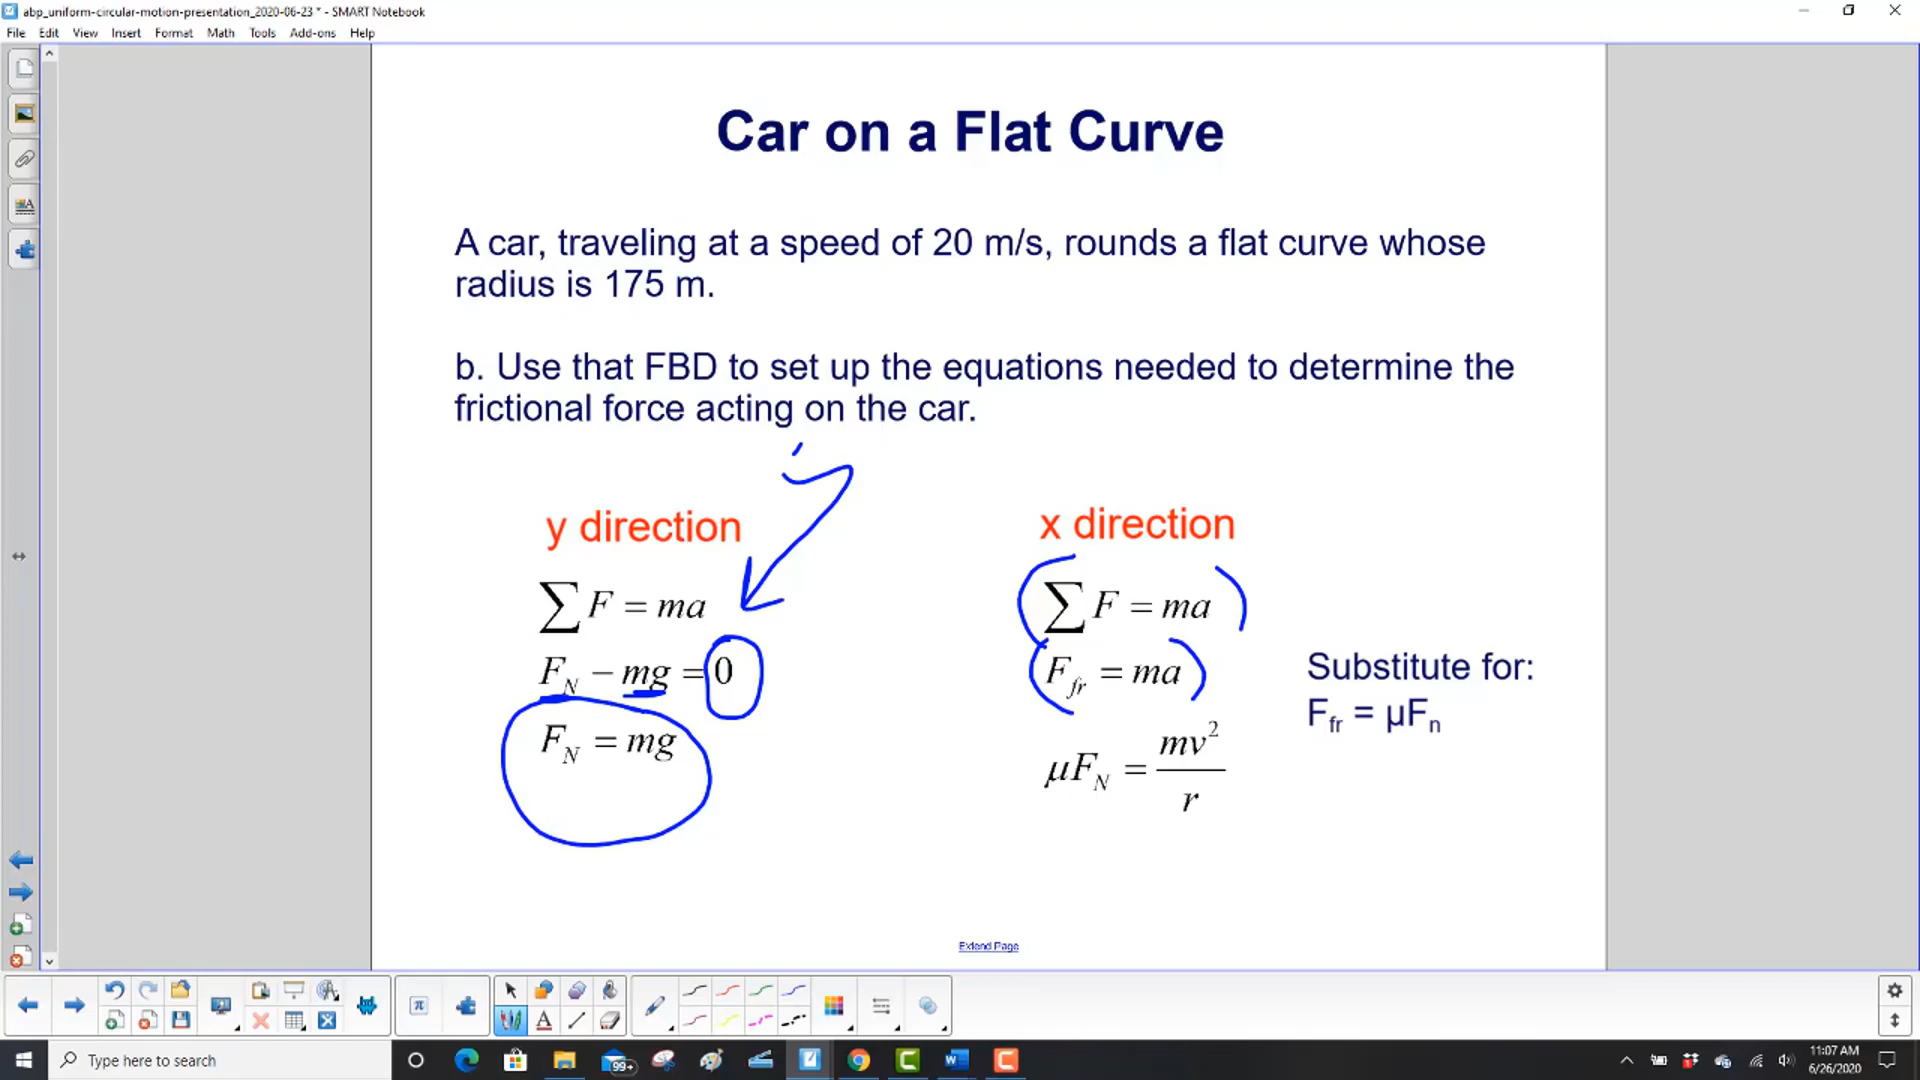 abp_uniform-circular-motion-presentation_2020-06-23 * - SMART Notebook
File Edit View Insert Format Math Tools Add-ons Help
Car on a Flat Curve
A car, traveling at a speed of 20 m/s, rounds a flat curve whose
radius is 175 m.
b. Use that FBD to set up the equations needed to determine the
frictional force acting on the car.
y direction
∑F = ma
F_N − mg = 0
F_N = mg
x direction
∑F = ma
F_fr = ma
μF_N = mv²/r
Substitute for:
F_fr = μF_n
Extend Page
Type here to search
99+
11:07 AM
6/26/2020